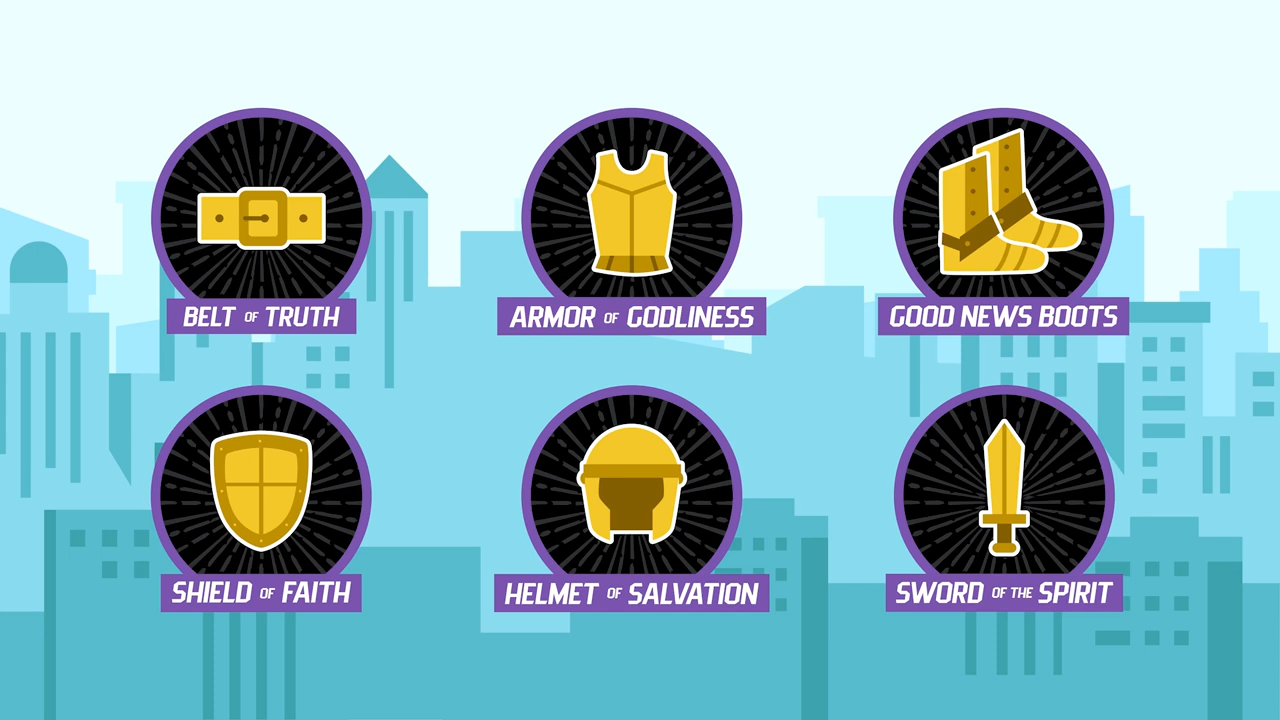 BELT OF TRUTH
ARMOR OF GODLINESS
GOOD NEWS BOOTS
SHIELD OF FAITH
HELMET OF SALVATION
SWORD OF THE SPIRIT